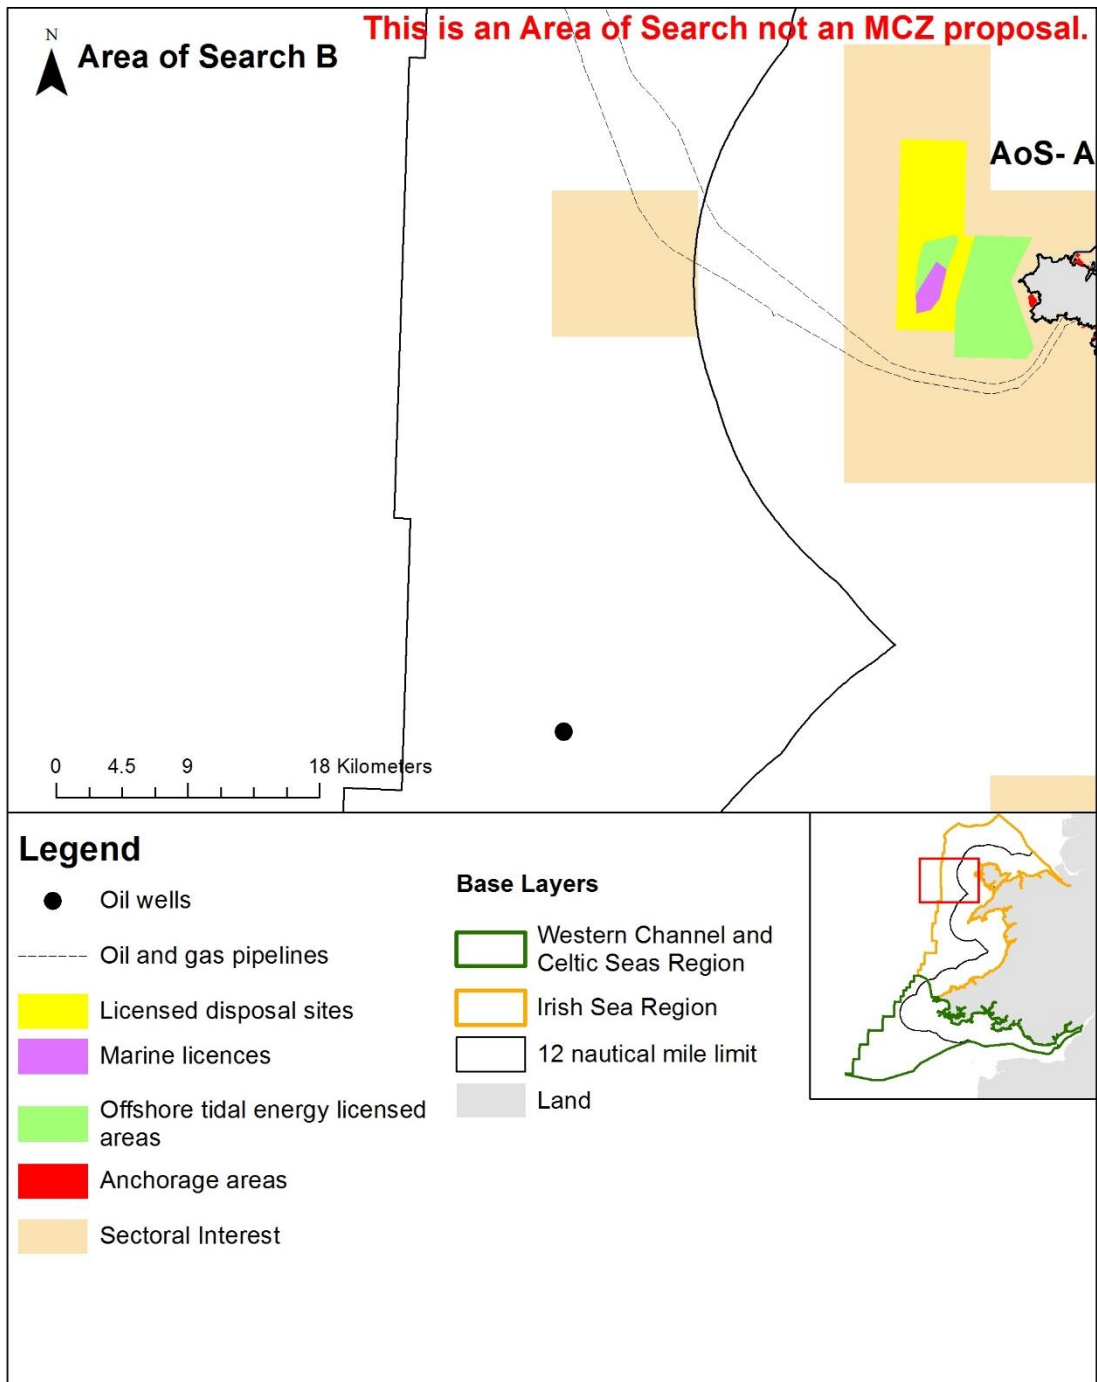 This is an Area of Search not an MCZ proposal.
N
Area of Search B
AoS- A
0 4.5 9 18 Kilometers
Legend
Oil wells
Oil and gas pipelines
Licensed disposal sites
Marine licences
Offshore tidal energy licensed
areas
Anchorage areas
Sectoral Interest
Base Layers
Western Channel and
Celtic Seas Region
Irish Sea Region
12 nautical mile limit
Land